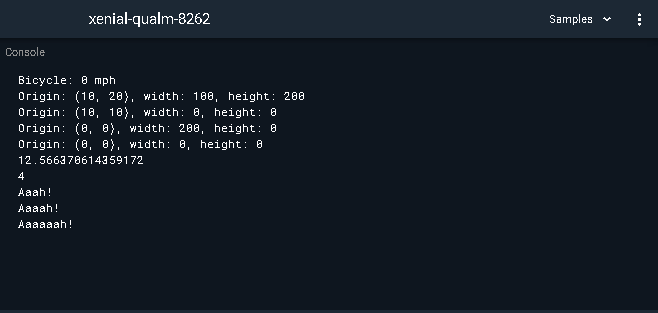 xenial-qualm-8262
Samples
Console
Bicycle: 0 mph
Origin: (10, 20), width: 100, height: 200
Origin: (10, 10), width: 0, height: 0
Origin: (0, 0), width: 200, height: 0
Origin: (0, 0), width: 0, height: 0
12.566370614359172
4
Aaah!
Aaaah!
Aaaaaah!